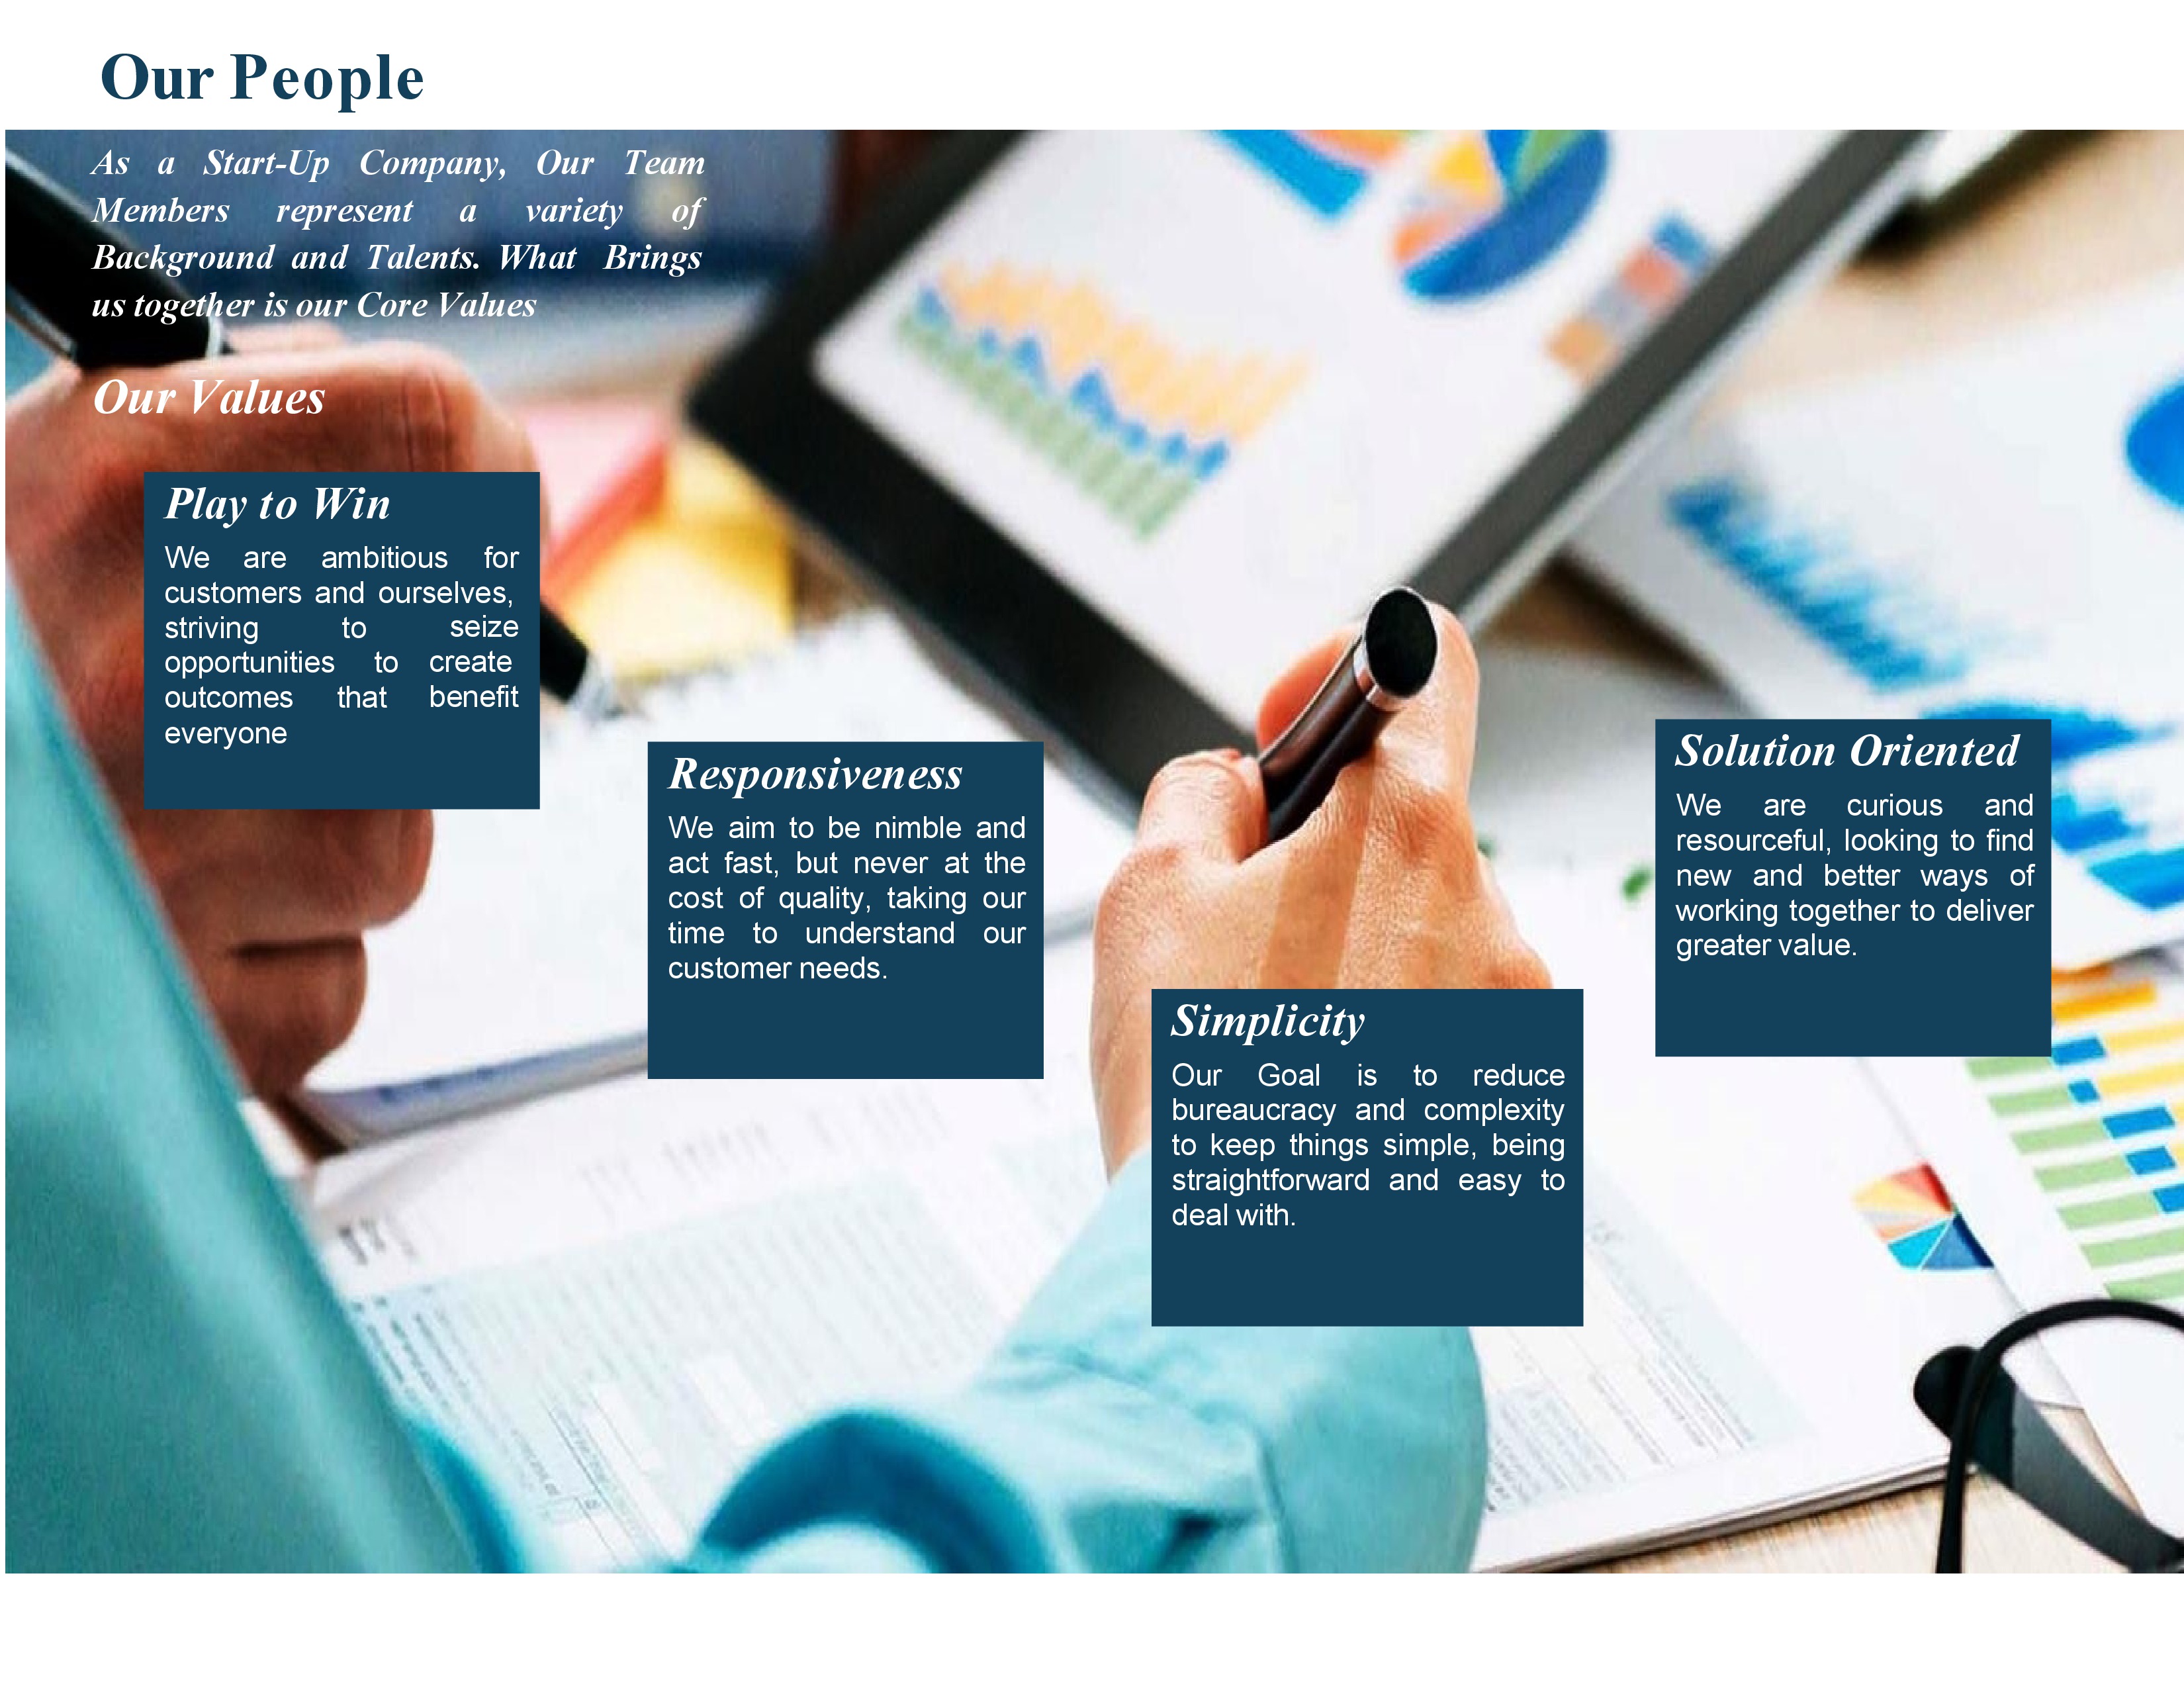 Our People
As a Start-Up Company, Our Team
Members represent a variety of
Background and Talents. What Brings
us together is our Core Values
Our Values
Play to Win
We are ambitious for
customers and ourselves,
striving to seize
opportunities to create
outcomes that benefit
everyone
Responsiveness
We aim to be nimble and
act fast, but never at the
cost of quality, taking our
time to understand our
customer needs.
Simplicity
Our Goal is to reduce
bureaucracy and complexity
to keep things simple, being
straightforward and easy to
deal with.
Solution Oriented
We are curious and
resourceful, looking to find
new and better ways of
working together to deliver
greater value.